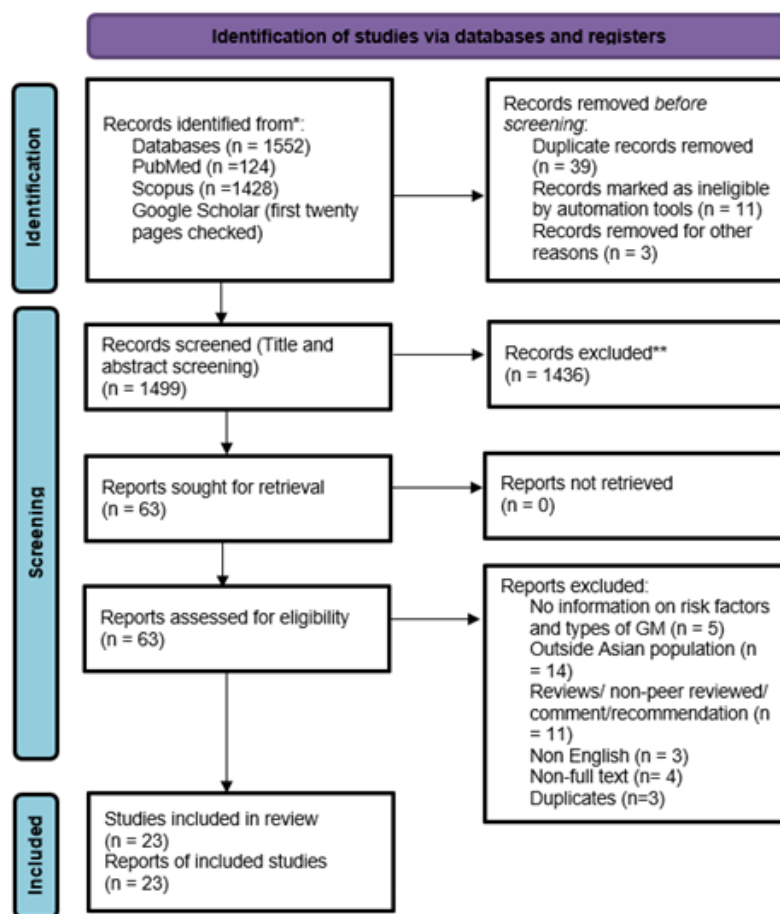 Identification of studies via databases and registers
Identification
Records identified from*:
Databases (n = 1552)
PubMed (n =124)
Scopus (n =1428)
Google Scholar (first twenty
pages checked)
Records removed before
screening:
Duplicate records removed
(n = 39)
Records marked as ineligible
by automation tools (n = 11)
Records removed for other
reasons (n = 3)
Screening
Records screened (Title and
abstract screening)
(n = 1499)
Records excluded**
(n = 1436)
Reports sought for retrieval
(n = 63)
Reports not retrieved
(n = 0)
Reports assessed for eligibility
(n = 63)
Reports excluded:
No information on risk factors
and types of GM (n = 5)
Outside Asian population (n
= 14)
Reviews/ non-peer reviewed/
comment/recommendation (n
= 11)
Non English (n = 3)
Non-full text (n= 4)
Duplicates (n=3)
Included
Studies included in review
(n = 23)
Reports of included studies
(n = 23)